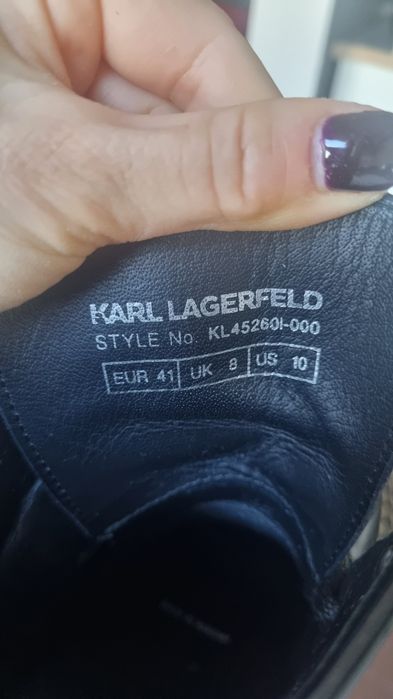 KARL LAGERFELD
STYLE No. KL45260I-000
EUR 41 UK 8 US 10